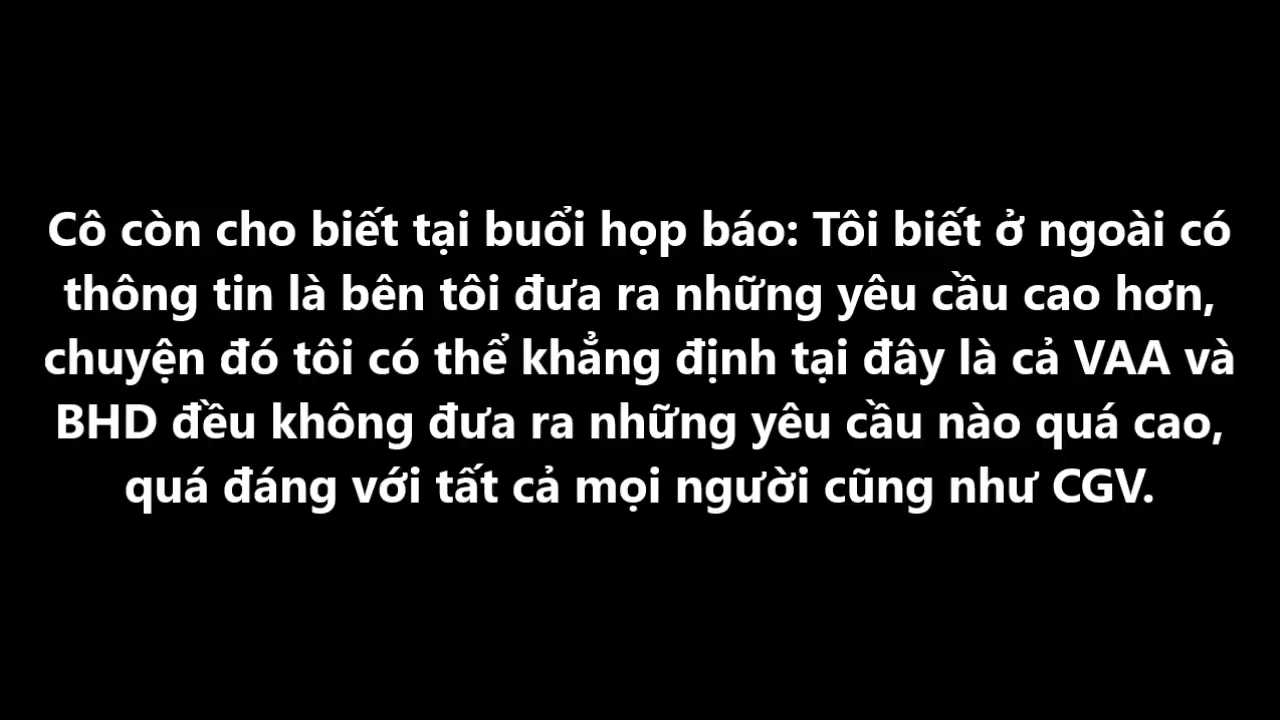 Cô còn cho biết tại buổi họp báo: Tôi biết ở ngoài có
thông tin là bên tôi đưa ra những yêu cầu cao hơn,
chuyện đó tôi có thể khẳng định tại đây là cả VAA và
BHD đều không đưa ra những yêu cầu nào quá cao,
quá đáng với tất cả mọi người cũng như CGV.